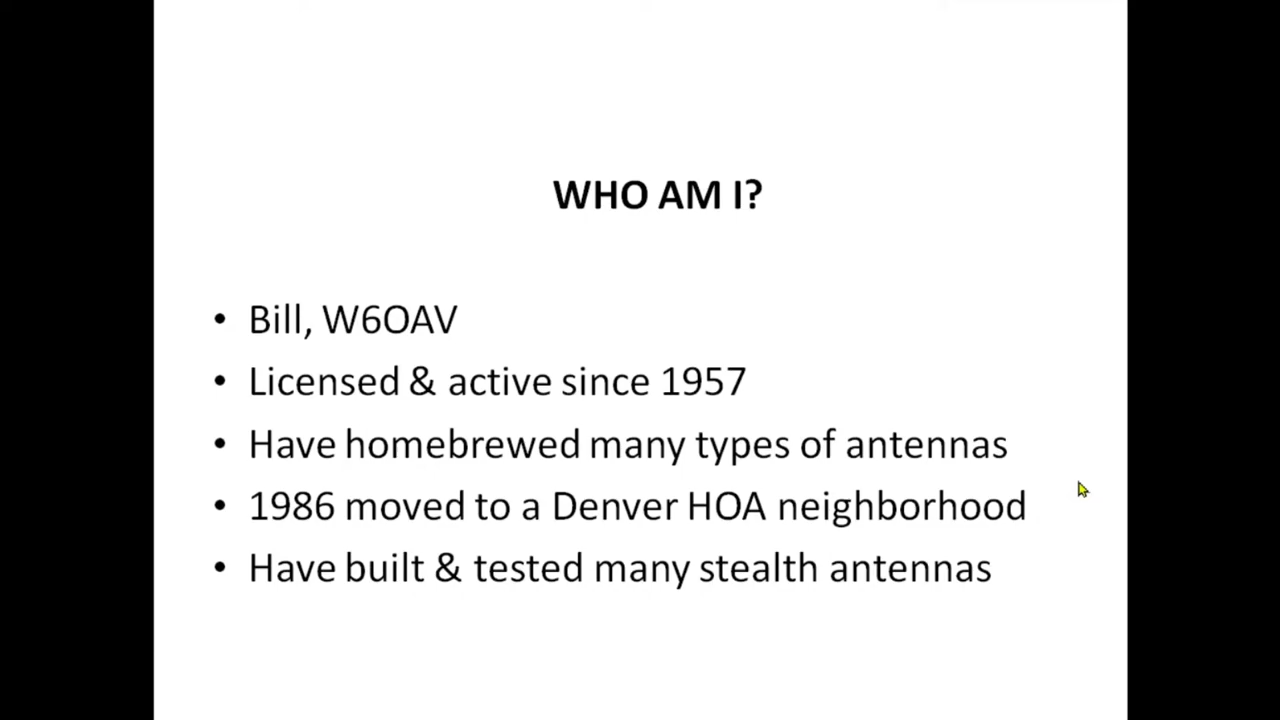 WHO AM I?
• Bill, W6OAV
• Licensed & active since 1957
• Have homebrewed many types of antennas
• 1986 moved to a Denver HOA neighborhood
• Have built & tested many stealth antennas